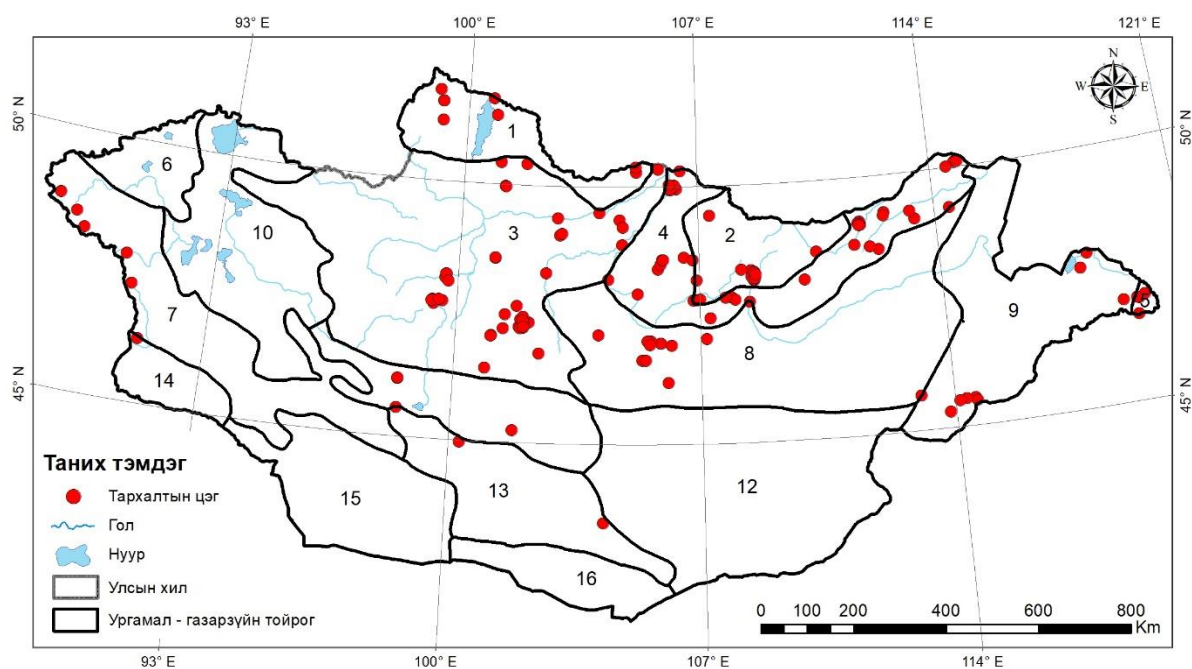 93° E 100° E 107° E 114° E 121° E
N
W E
S
50° N 50° N
1
6
2
3 4
10
5
9
7
8
14
45° N 45° N
Таних тэмдэг
Тархалтын цэг
Гол
Нуур
Улсын хил
Ургамал - газарзүйн тойрог
12
13
15
16
0 100 200 400 600 800
Km
93° E 100° E 107° E 114° E